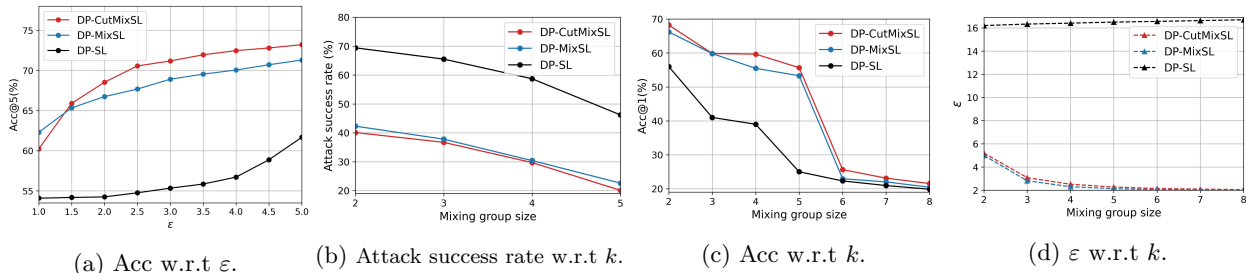 DP-CutMixSL
DP-MixSL
DP-SL
Acc@5(%)
75
70
65
60
55
1.0 1.5 2.0 2.5 3.0 3.5 4.0 4.5 5.0
ε
(a) Acc w.r.t ε.
DP-CutMixSL
DP-MixSL
DP-SL
Attack success rate (%)
80
70
60
50
40
30
20
2 3 4 5
Mixing group size
(b) Attack success rate w.r.t k.
DP-CutMixSL
DP-MixSL
DP-SL
Acc@1(%)
70
60
50
40
30
20
2 3 4 5 6 7 8
Mixing group size
(c) Acc w.r.t k.
DP-CutMixSL
DP-MixSL
DP-SL
ε
16
14
12
10
8
6
4
2
2 3 4 5 6 7 8
Mixing group size
(d) ε w.r.t k.